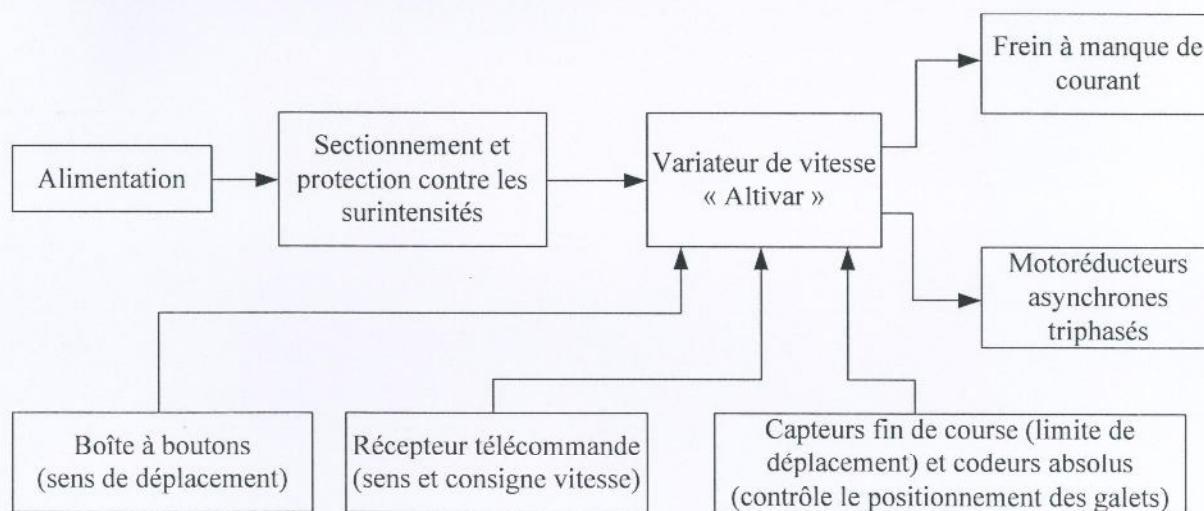 Frein à manque de
courant
Alimentation
Sectionnement et
protection contre les
surintensités
Variateur de vitesse
« Altivar »
Motoréducteurs
asynchrones
triphasés
Boîte à boutons
(sens de déplacement)
Récepteur télécommande
(sens et consigne vitesse)
Capteurs fin de course (limite de
déplacement) et codeurs absolus
(contrôle le positionnement des galets)